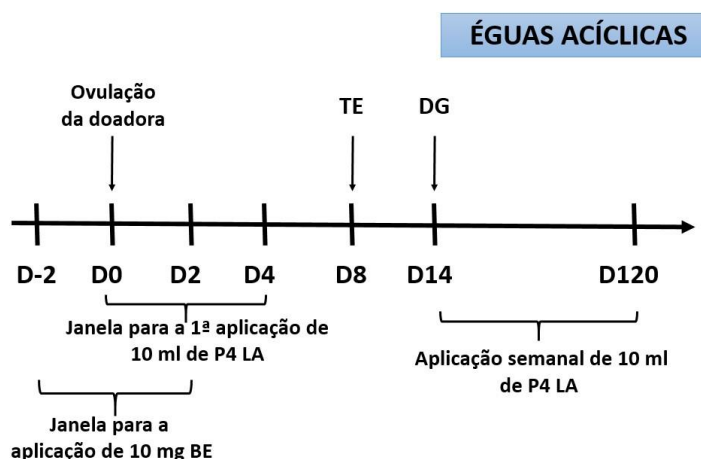 ÉGUAS ACÍCLICAS
Ovulação
da doadora
TE
DG
D-2
D0
D2
D4
D8
D14
D120
Janela para a 1ª aplicação de
10 ml de P4 LA
Aplicação semanal de 10 ml
de P4 LA
Janela para a
aplicação de 10 mg BE